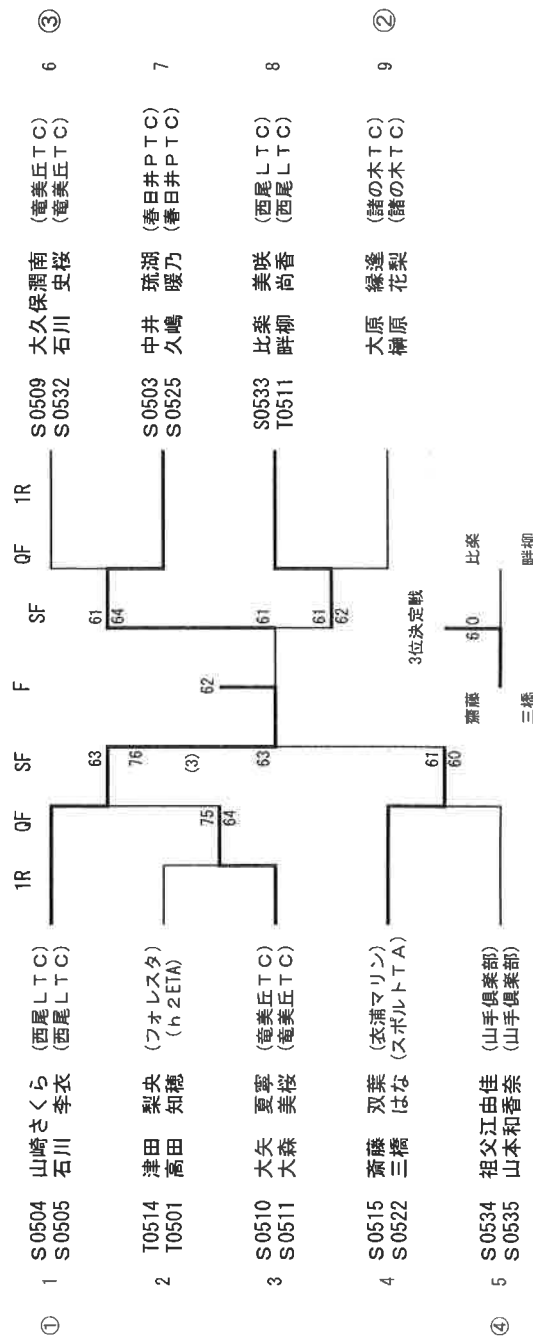 1R QF SF F SF QF 1R
① 1 S0504 山崎さくら (西尾LTC)
S0505 石川 李衣 (西尾LTC)
2 T0514 津田 梨央 (フォレスタ)
T0501 高田 知穂 (h2ETA)
3 S0510 大矢 夏寧 (竜美丘TC)
S0511 大森 美桜 (竜美丘TC)
4 S0515 斎藤 双葉 (衣浦マリン)
S0522 三橋 はな (スポルトTA)
④ 5 S0534 祖父江由佳 (山手倶楽部)
S0535 山本和香奈 (山手倶楽部)
63
76
(3)
75
64
63
61
60
62
61
64
61
61
62
S0509 大久保潤南 (竜美丘TC) 6 ③
S0532 石川 史桜 (竜美丘TC)
S0503 中井 琉湖 (春日井PTC) 7
S0525 久嶋 暖乃 (春日井PTC)
S0533 比楽 美咲 (西尾LTC) 8
T0511 畔柳 尚香 (西尾LTC)
大原 縁逢 (諸の木TC) 9 ②
榊原 花梨 (諸の木TC)
3位決定戦
齋藤 60 比楽
三橋 畔柳